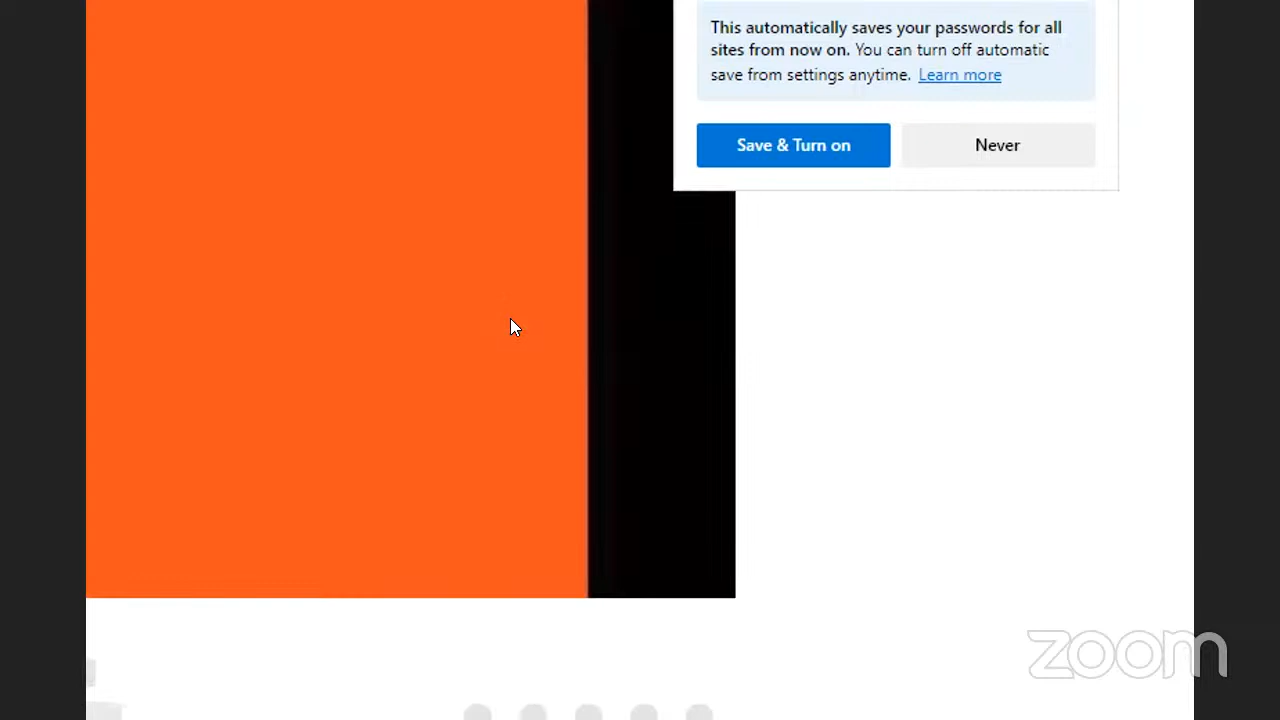 This automatically saves your passwords for all
sites from now on. You can turn off automatic
save from settings anytime. Learn more
Save & Turn on
Never
zoom